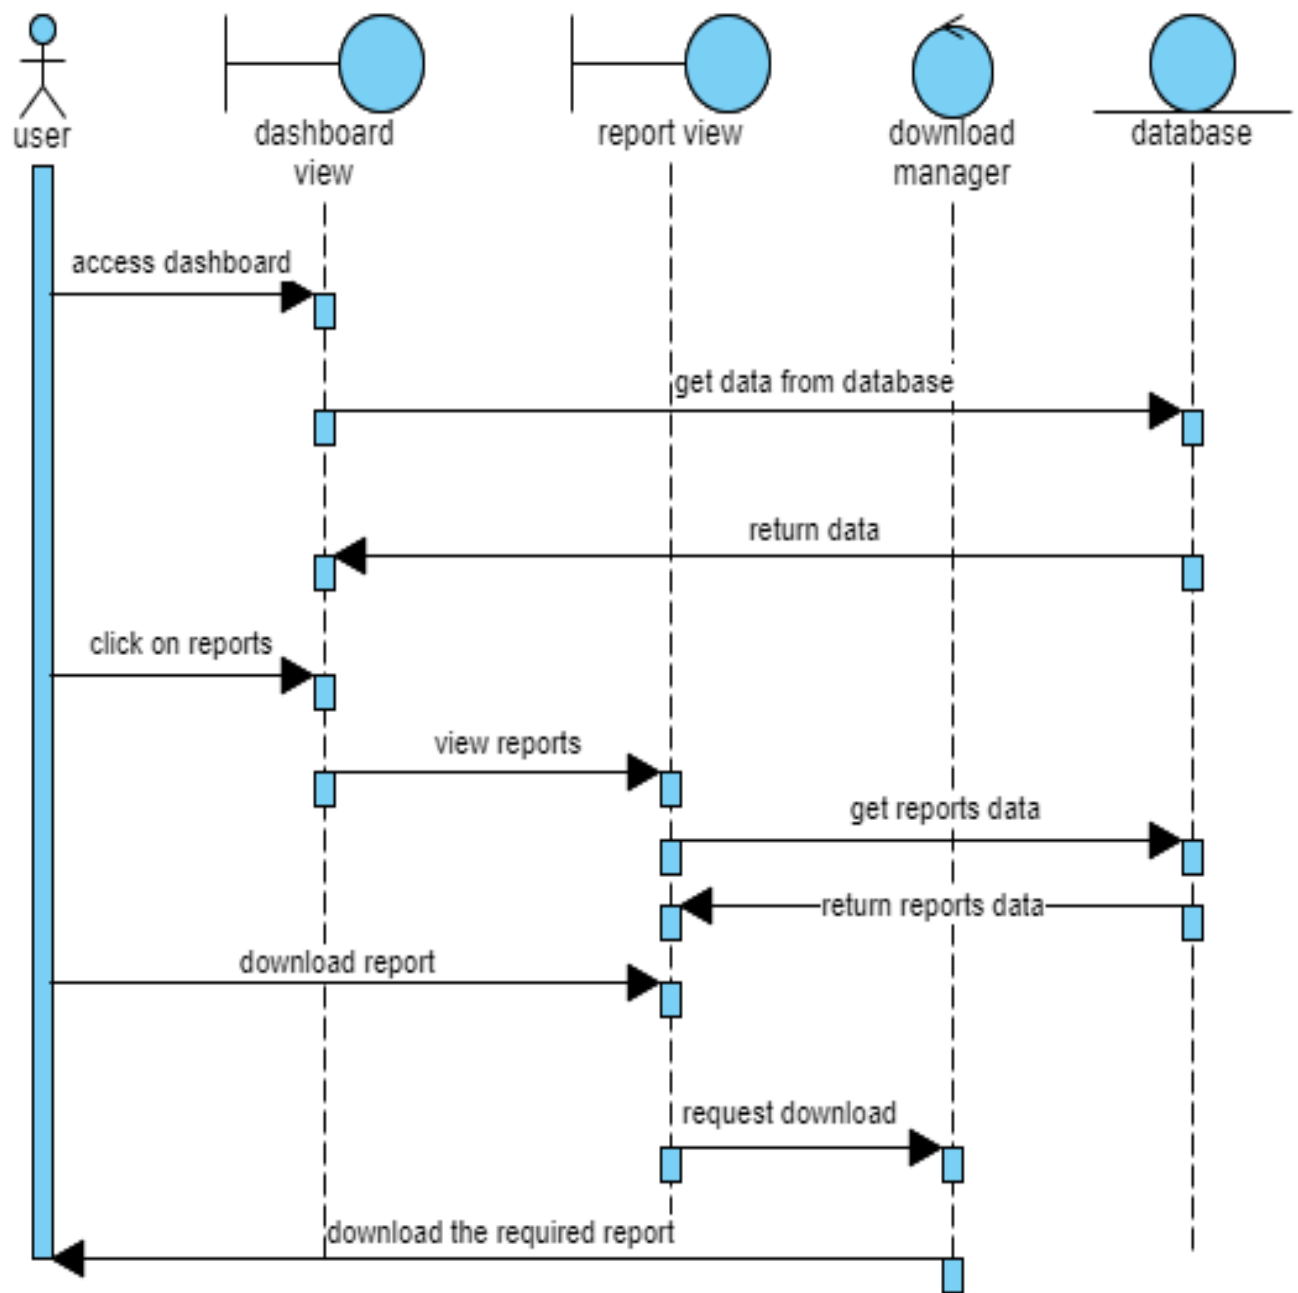 user
dashboard
view
report view
download
manager
database
access dashboard
get data from database
return data
click on reports
view reports
get reports data
return reports data
download report
request download
download the required report